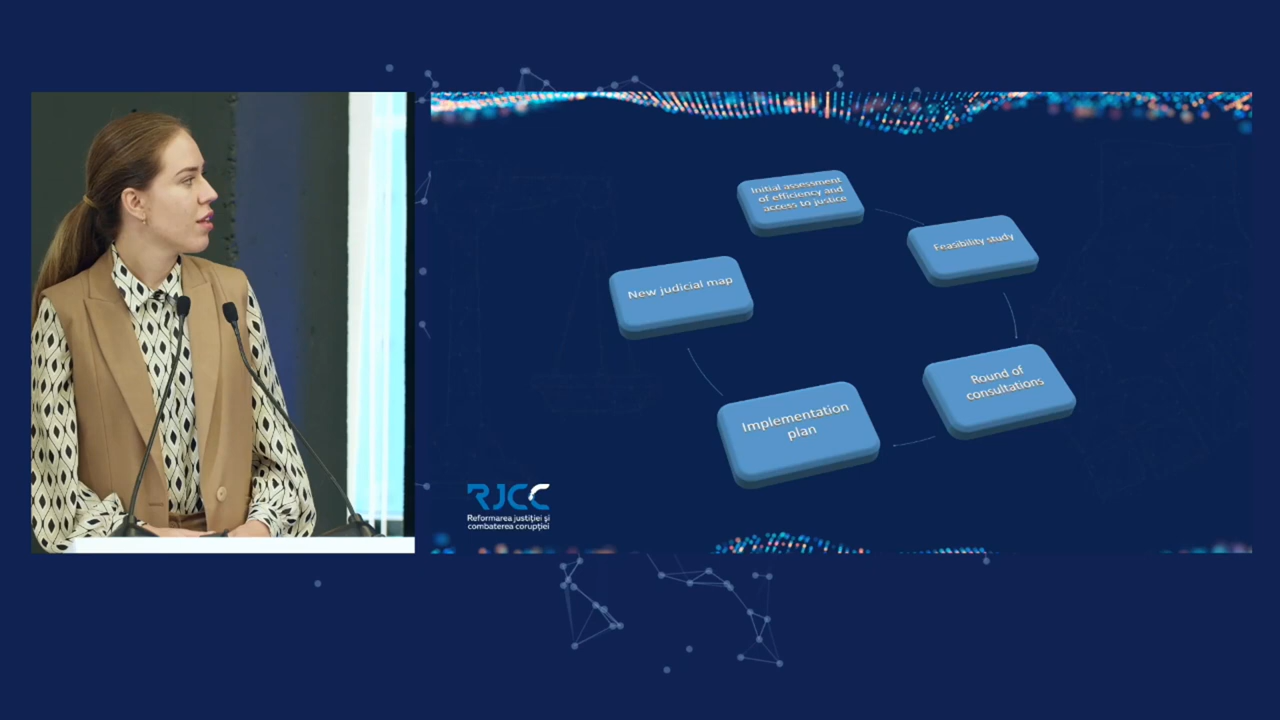 Initial assessment
of efficiency and
access to justice
Feasibility study
New judicial map
Round of
consultations
Implementation
plan
RJCC
Reformarea justiției și
combaterea corupției